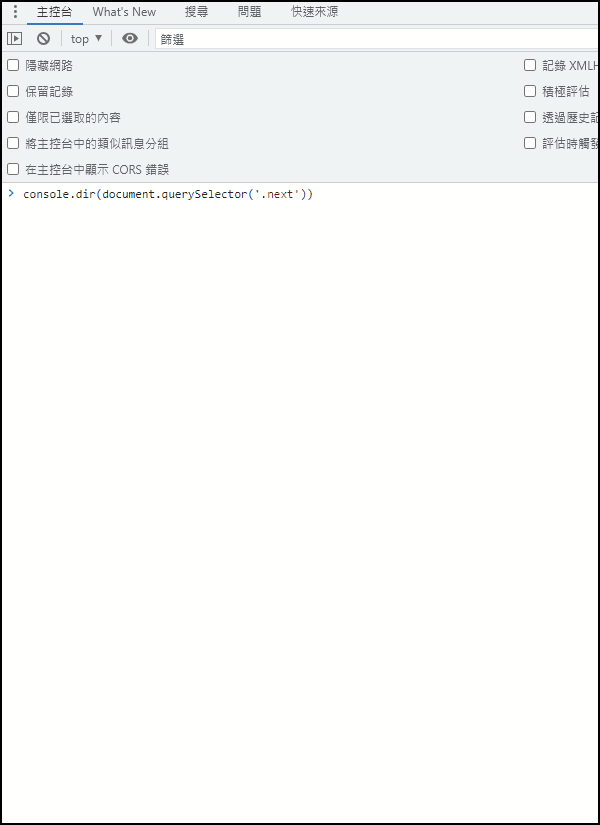 主控台 What's New 搜尋 問題 快速來源
top 篩選
隱藏網路 記錄 XMLH
保留記錄 積極評估
僅限已選取的內容 透過歷史記
將主控台中的類似訊息分組 評估時觸發
在主控台中顯示 CORS 錯誤
console.dir(document.querySelector('.next'))